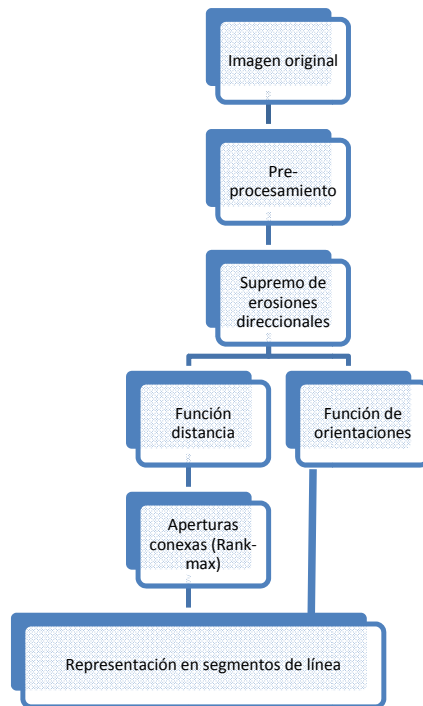 Imagen original
Pre-
procesamiento
Supremo de
erosiones
direccionales
Función
distancia
Función de
orientaciones
Aperturas
conexas (Rank-
max)
Representación en segmentos de línea